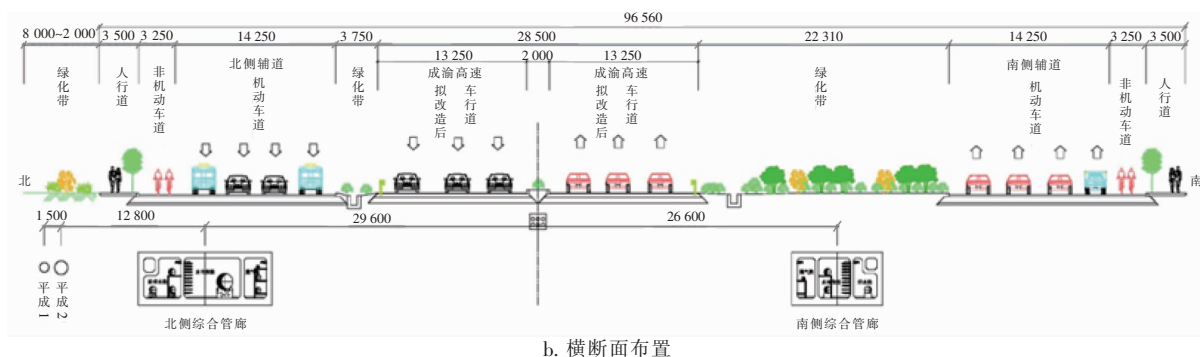 96 560
8 000~2 000 3 500 3 250 14 250 3 750 28 500 22 310 14 250 3 250 3 500
13 250 2 000 13 250
绿化带
人行道
非机动车道
北侧辅道
机动车道
绿化带
成渝高速
拟改造后
车行道
成渝高速
拟改造后
车行道
绿化带
南侧辅道
机动车道
非机动车道
人行道
北
南
1 500 12 800 29 600 26 600
平成1
平成2
北侧综合管廊
南侧综合管廊
b. 横断面布置